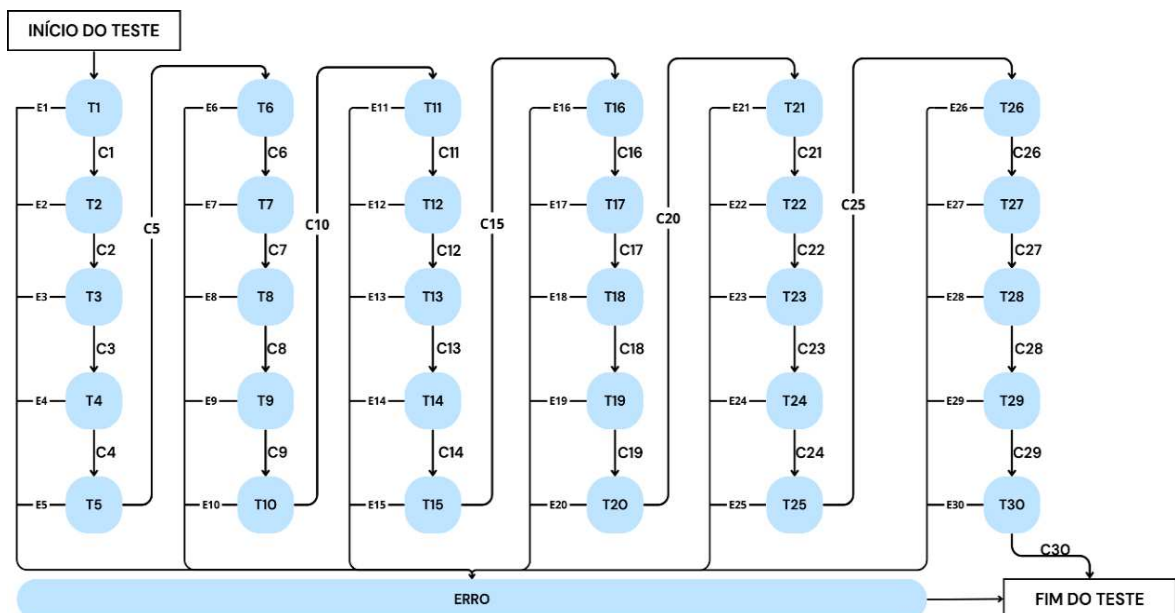 INÍCIO DO TESTE
E1
T1
C1
E2
T2
C2
E3
T3
C3
E4
T4
C4
E5
T5
C5
E6
T6
C6
E7
T7
C7
E8
T8
C8
E9
T9
C9
E10
T10
C10
E11
T11
C11
E12
T12
C12
E13
T13
C13
E14
T14
C14
E15
T15
C15
E16
T16
C16
E17
T17
C17
E18
T18
C18
E19
T19
C19
E20
T20
C20
E21
T21
C21
E22
T22
C22
E23
T23
C23
E24
T24
C24
E25
T25
C25
E26
T26
C26
E27
T27
C27
E28
T28
C28
E29
T29
C29
E30
T30
C30
ERRO
FIM DO TESTE